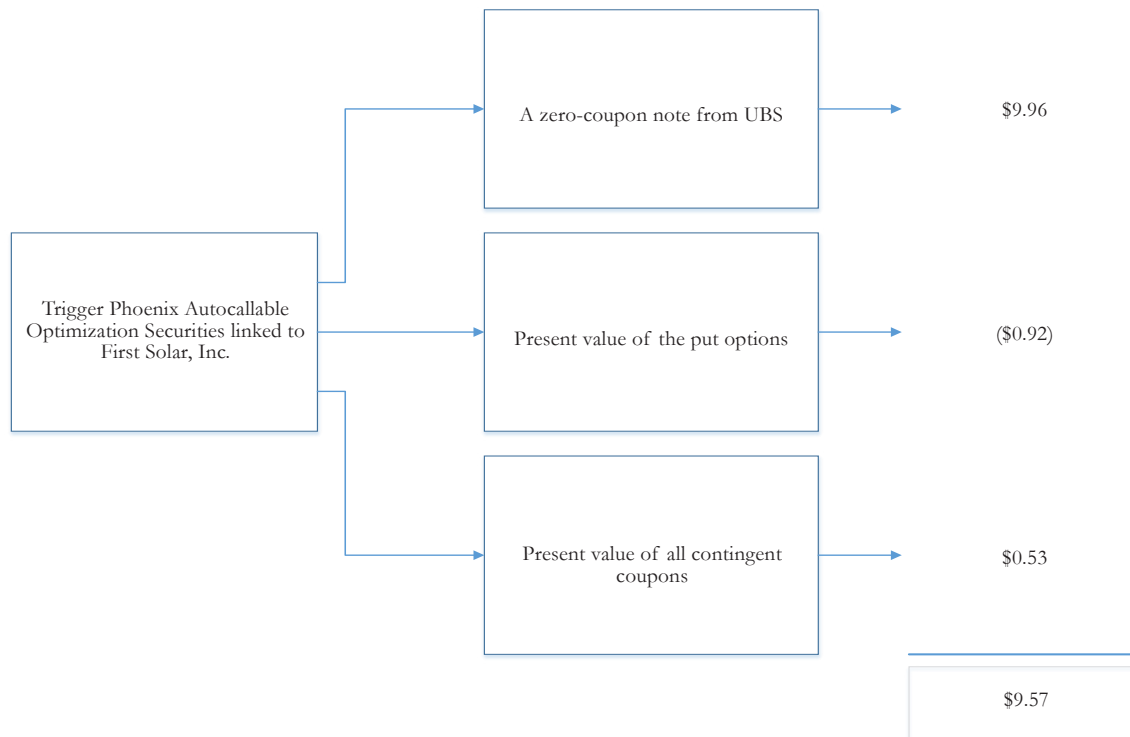 A zero-coupon note from UBS
$9.96
Trigger Phoenix Autocallable
Optimization Securities linked to
First Solar, Inc.
Present value of the put options
($0.92)
Present value of all contingent
coupons
$0.53
$9.57